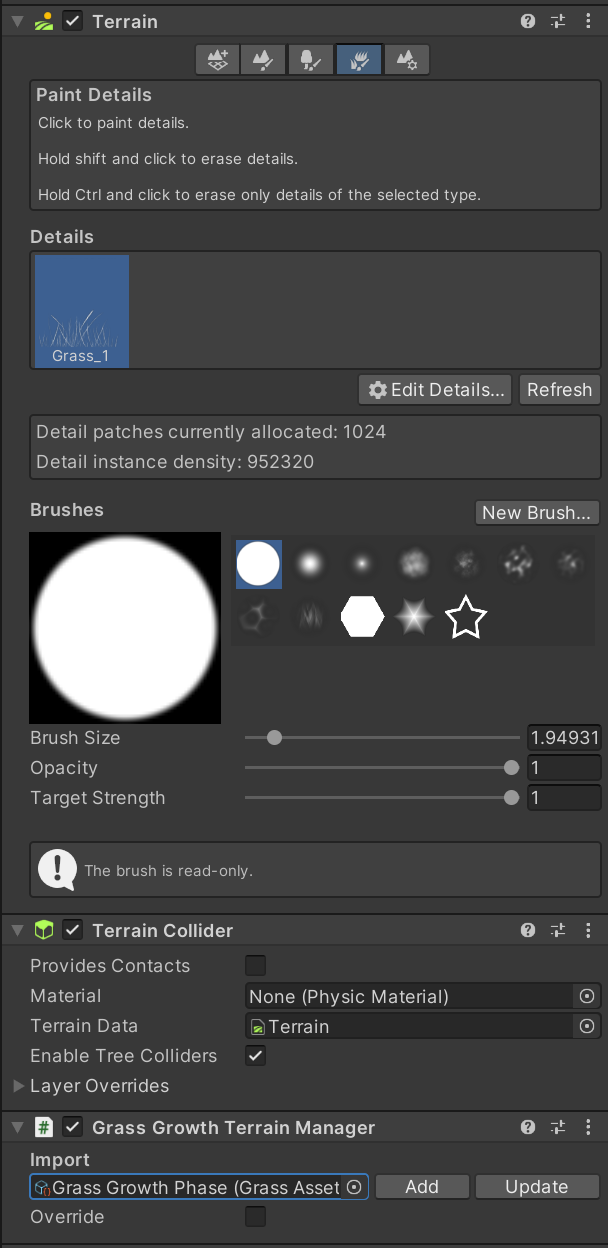 Terrain
Paint Details
Click to paint details.
Hold shift and click to erase details.
Hold Ctrl and click to erase only details of the selected type.
Details
Grass_1
Edit Details...
Refresh
Detail patches currently allocated: 1024
Detail instance density: 952320
Brushes
New Brush...
Brush Size
1.94931
Opacity
1
Target Strength
1
The brush is read-only.
Terrain Collider
Provides Contacts
Material
None (Physic Material)
Terrain Data
Terrain
Enable Tree Colliders
Layer Overrides
# Grass Growth Terrain Manager
Import
Grass Growth Phase (Grass Asset
Add
Update
Override